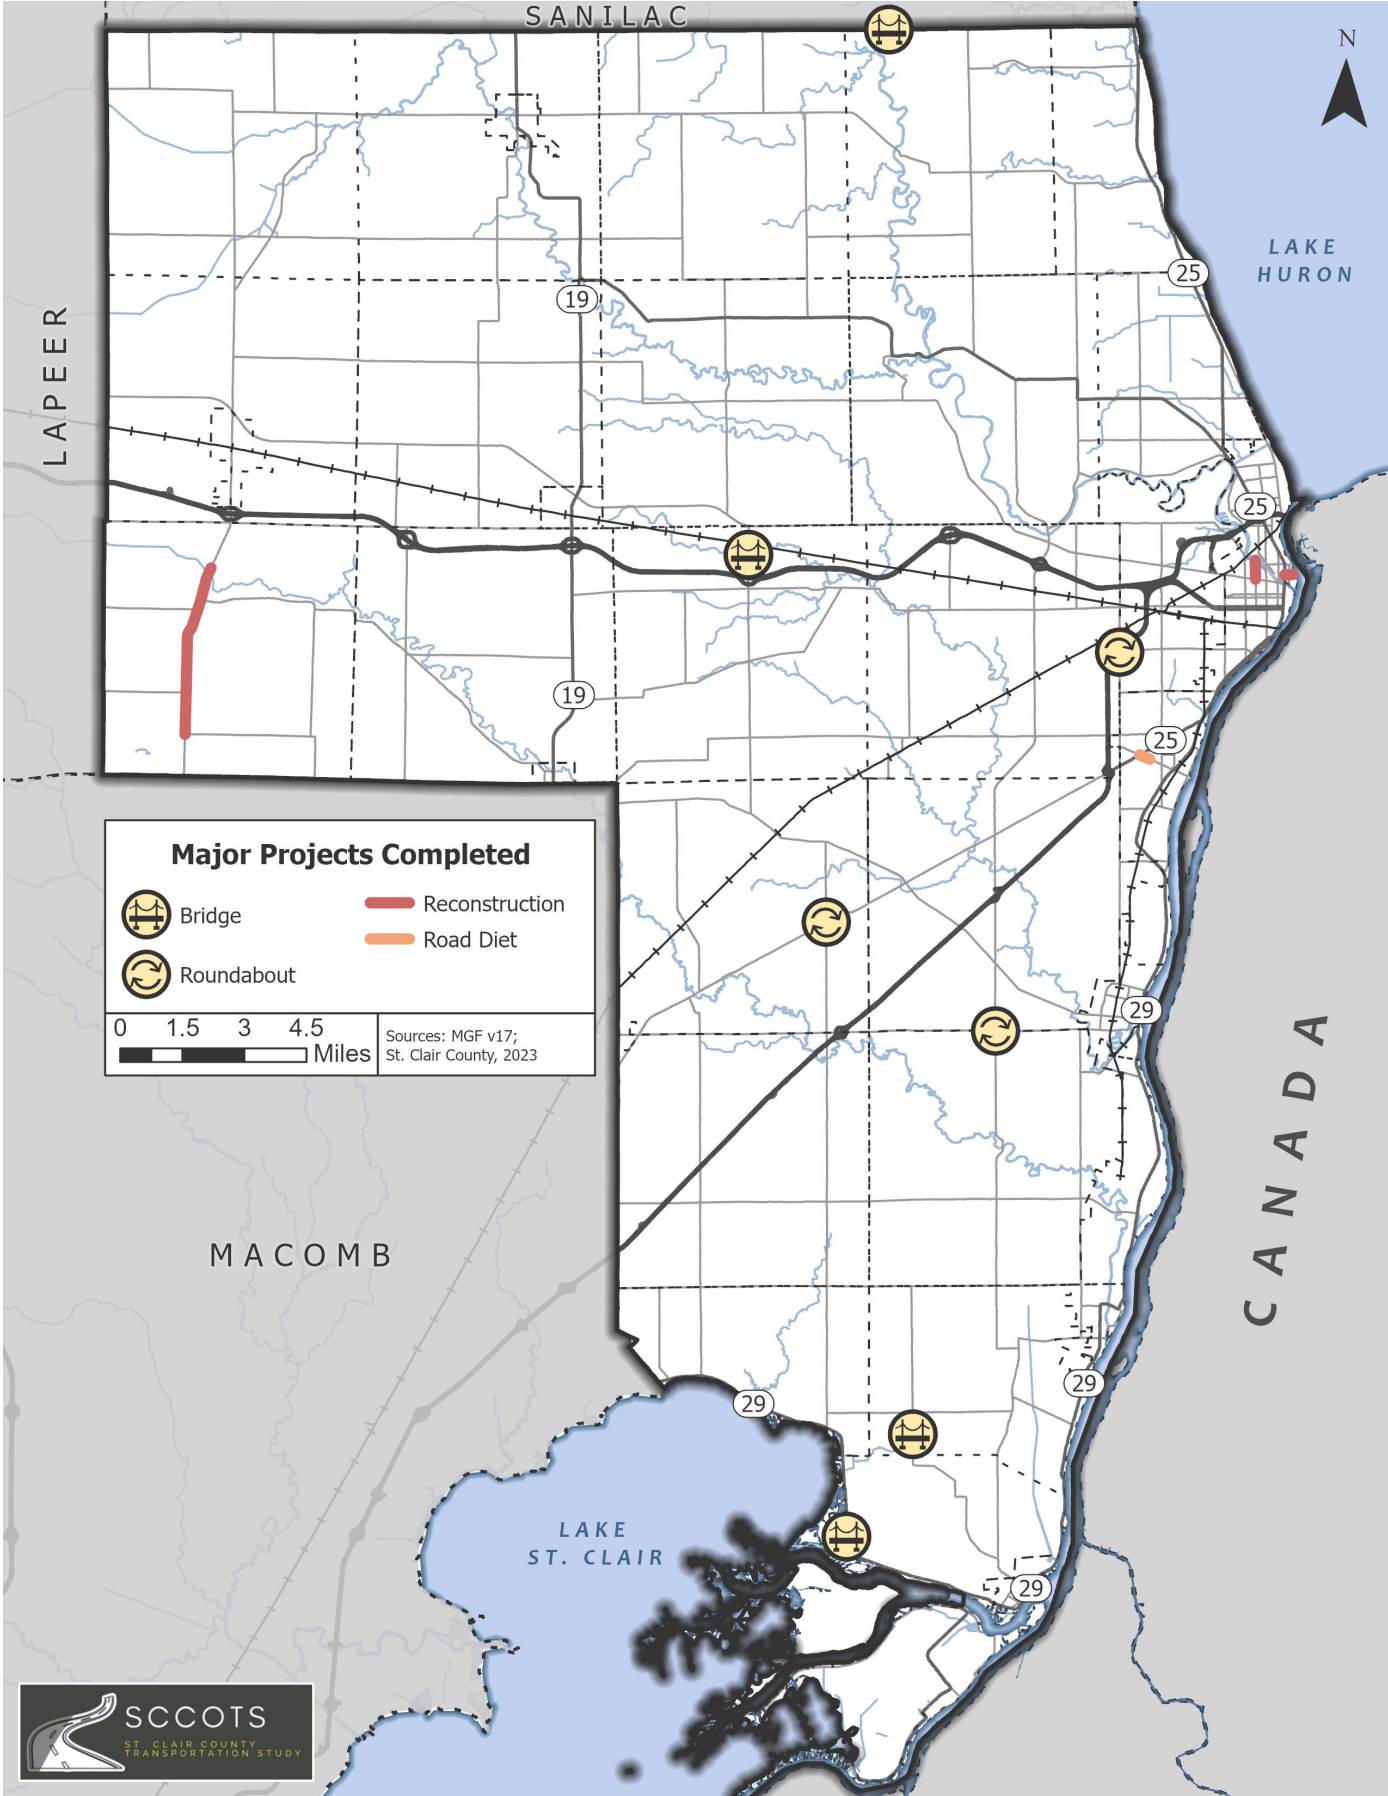 SANILAC
N
LAKE
HURON
25
19
LAPEER
25
19
25
Major Projects Completed
Bridge
Reconstruction
Road Diet
Roundabout
0 1.5 3 4.5
Miles
Sources: MGF v17;
St. Clair County, 2023
29
CANADA
MACOMB
29
29
LAKE
ST. CLAIR
29
SCCOTS
ST. CLAIR COUNTY
TRANSPORTATION STUDY